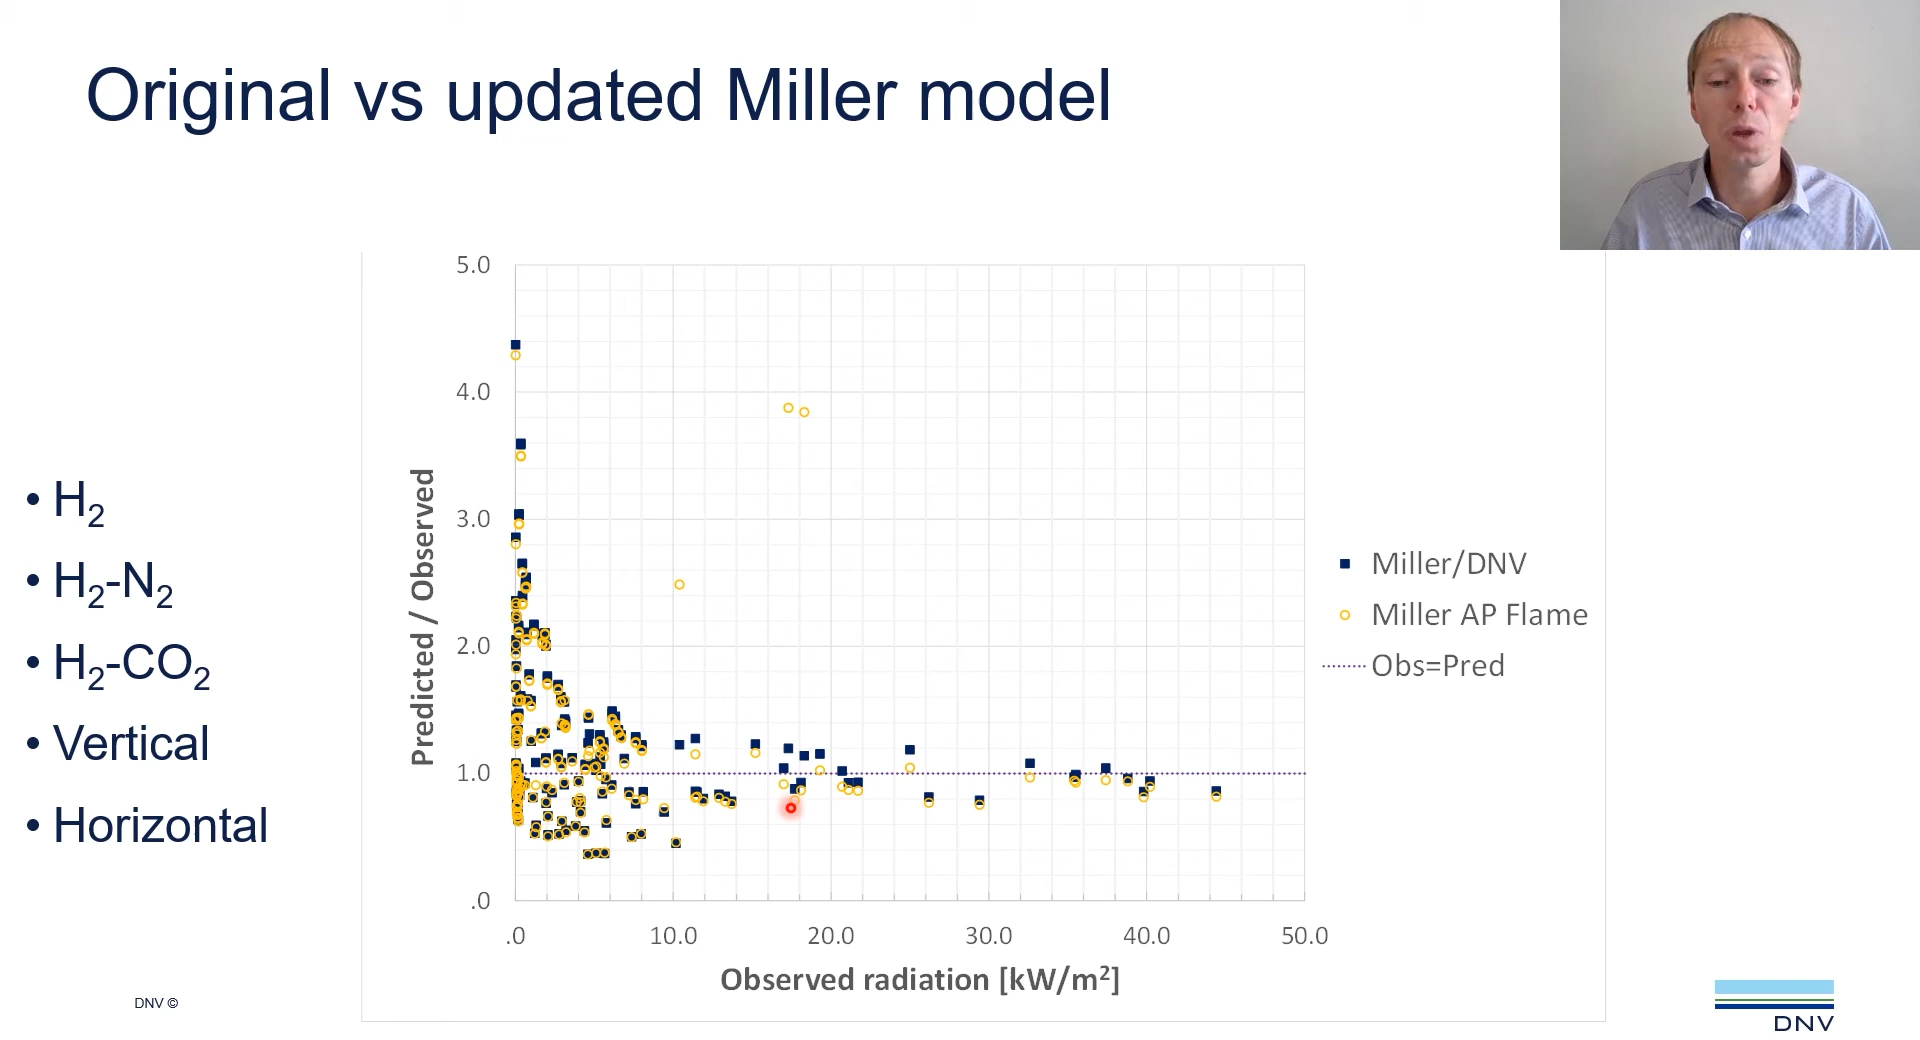 Original vs updated Miller model
• H₂
• H₂-N₂
• H₂-CO₂
• Vertical
• Horizontal
5.0
4.0
3.0
2.0
1.0
.0
Predicted / Observed
.0 10.0 20.0 30.0 40.0 50.0
Observed radiation [kW/m²]
Miller/DNV
Miller AP Flame
Obs=Pred
DNV ©
DNV